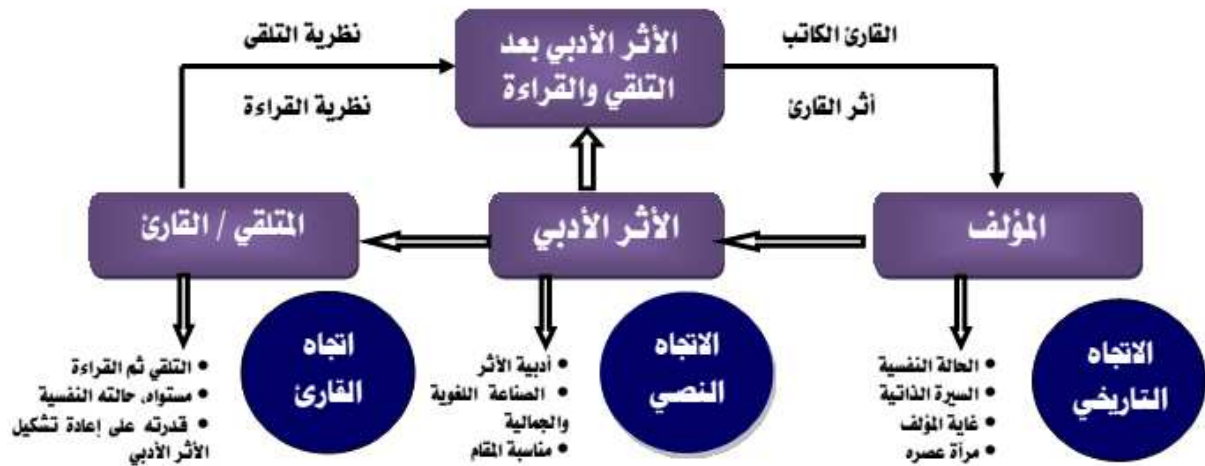 القارئ الكاتب
أثر القارئ
الأثر الأدبي بعد
التلقي والقراءة
نظرية التلقى
نظرية القراءة
المؤلف
الأثر الأدبي
المتلقي / القارئ
الاتجاه
التاريخي
• الحالة النفسية
• السيرة الذاتية
• غاية المؤلف
• مرآة عصره
الاتجاه
النصي
• أدبية الأثر
• الصناعة اللغوية
والجمالية
• مناسبة المقام
اتجاه
القارئ
• التلقي ثم القراءة
• مستواه، حالته النفسية
• قدرته على إعادة تشكيل
الأثر الأدبي